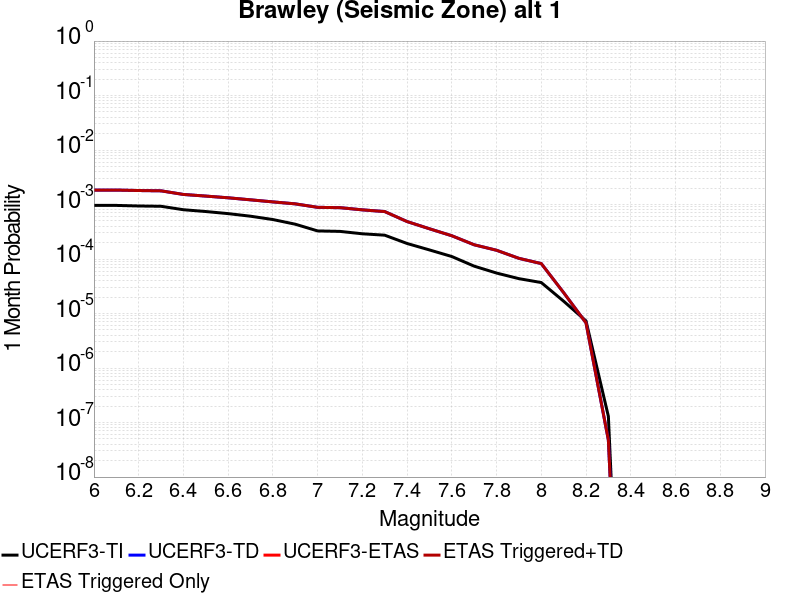 Brawley (Seismic Zone) alt 1
10^0
10^-1
10^-2
10^-3
10^-4
10^-5
10^-6
10^-7
10^-8
1 Month Probability
6 6.2 6.4 6.6 6.8 7 7.2 7.4 7.6 7.8 8 8.2 8.4 8.6 8.8 9
Magnitude
UCERF3-TI UCERF3-TD UCERF3-ETAS ETAS Triggered+TD
ETAS Triggered Only